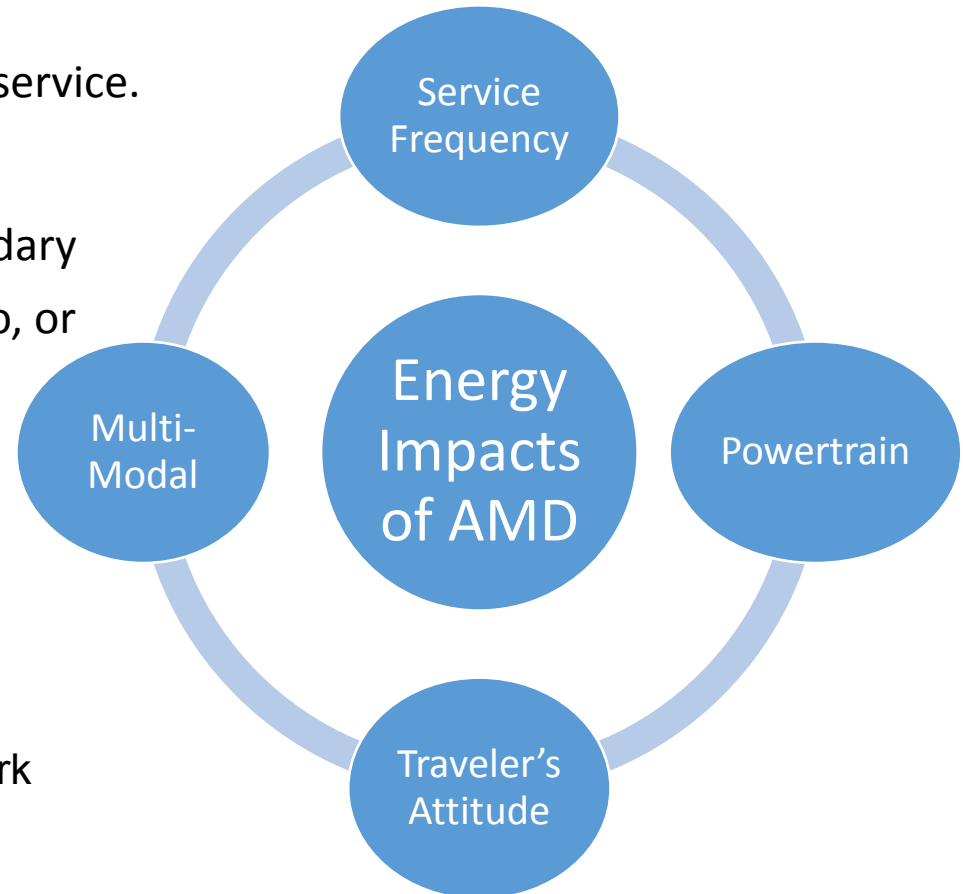 service.
dary
o, or
rk
Service
Frequency
Multi-
Modal
Energy
Impacts
of AMD
Powertrain
Traveler’s
Attitude